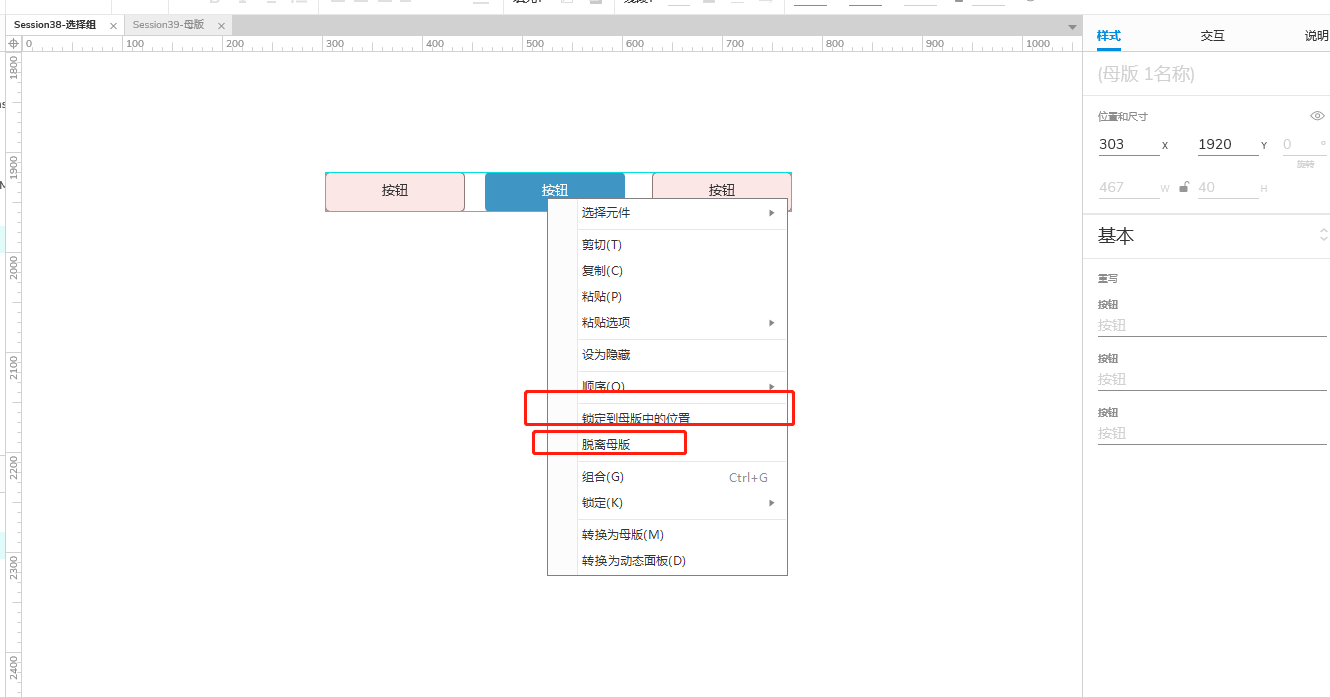 Session38-选择组
Session39-母版
0 100 200 300 400 500 600 700 800 900 1000
1800
1900
2000
2100
2200
2300
2400
按钮
按钮
按钮
选择元件
剪切(T)
复制(C)
粘贴(P)
粘贴选项
设为隐藏
顺序(O)
锁定到母版中的位置
脱离母版
组合(G) Ctrl+G
锁定(K)
转换为母版(M)
转换为动态面板(D)
样式 交互 说明
(母版 1名称)
位置和尺寸
303 X 1920 Y 0 °
旋转
467 W 40 H
基本
重写
按钮
按钮
按钮
按钮
按钮
按钮